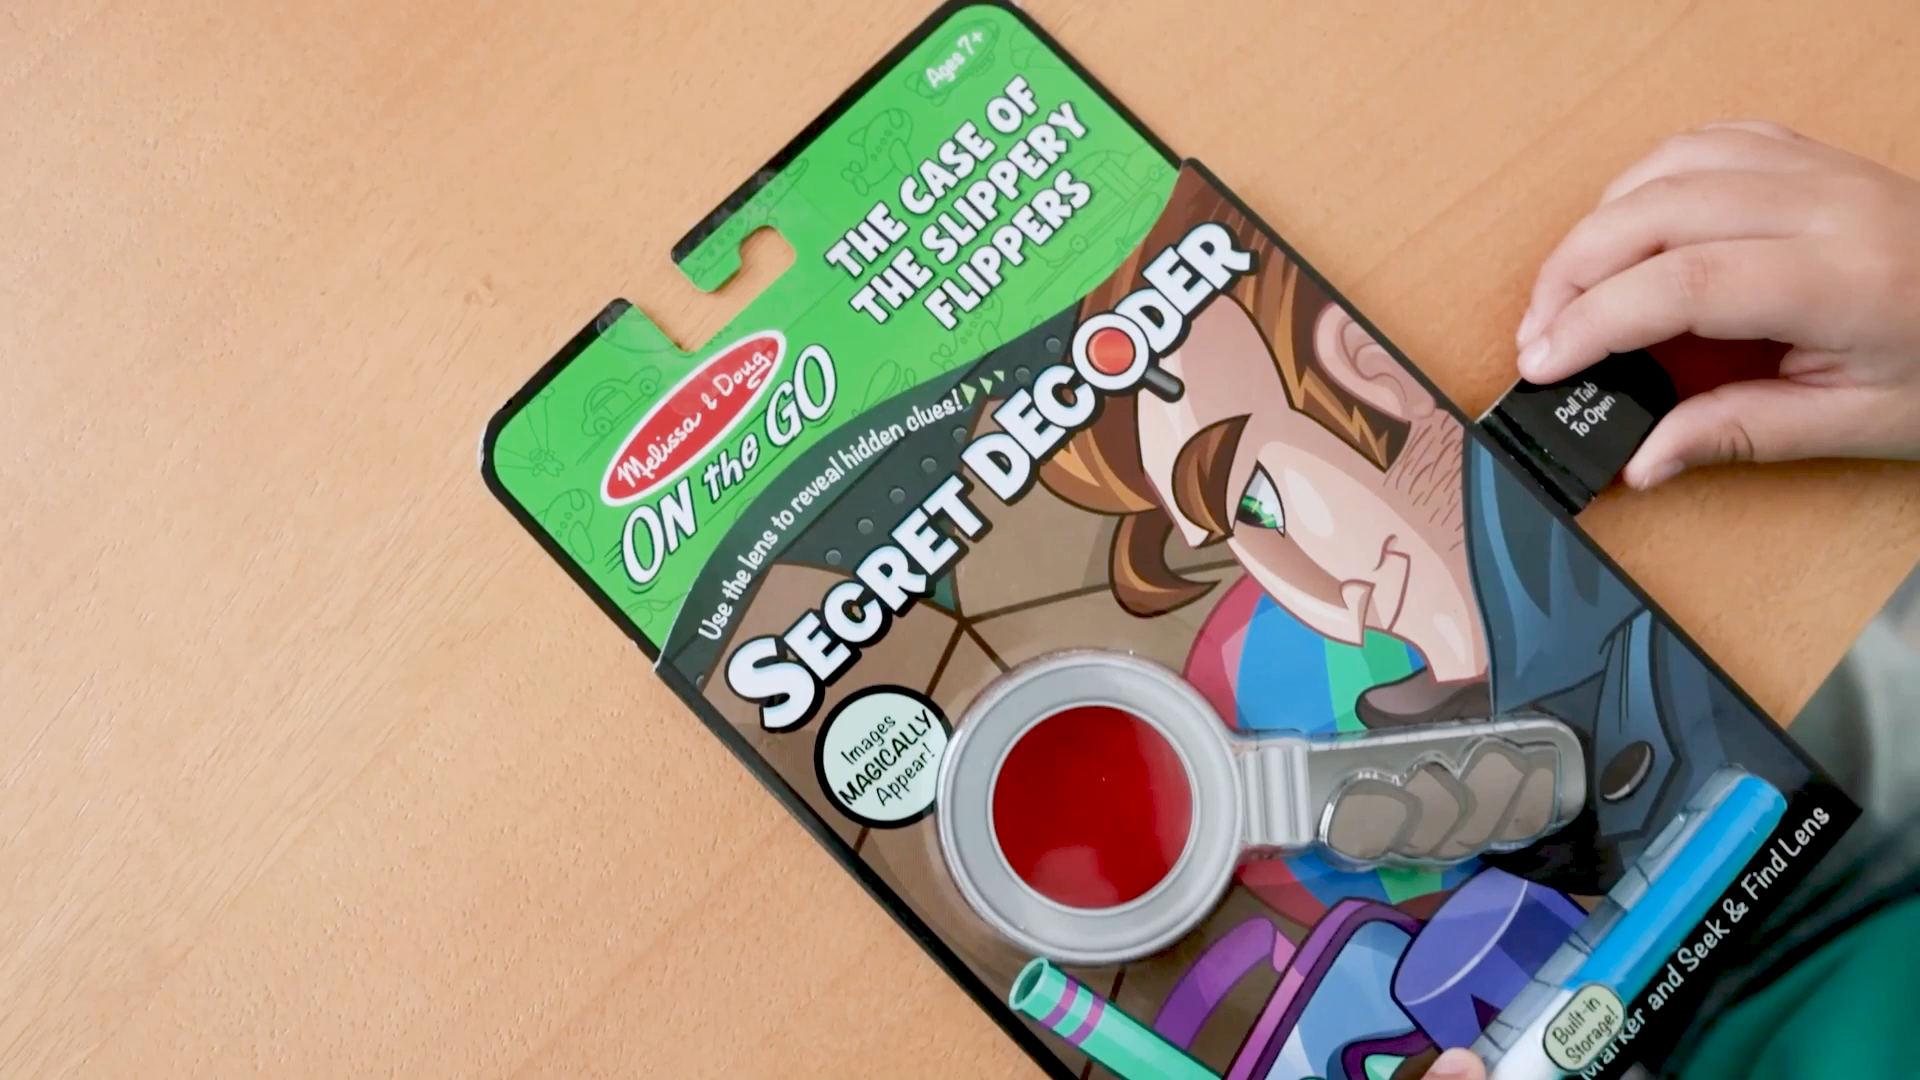 Ages 7+
THE CASE OF
THE SLIPPERY
FLIPPERS
Melissa & Doug
ON the GO
Use the lens to reveal hidden clues!
SECRET DECODER
Images
MAGICALLY
Appear!
Pull Tab
To Open
Built-in
Storage!
Marker and Seek & Find Lens